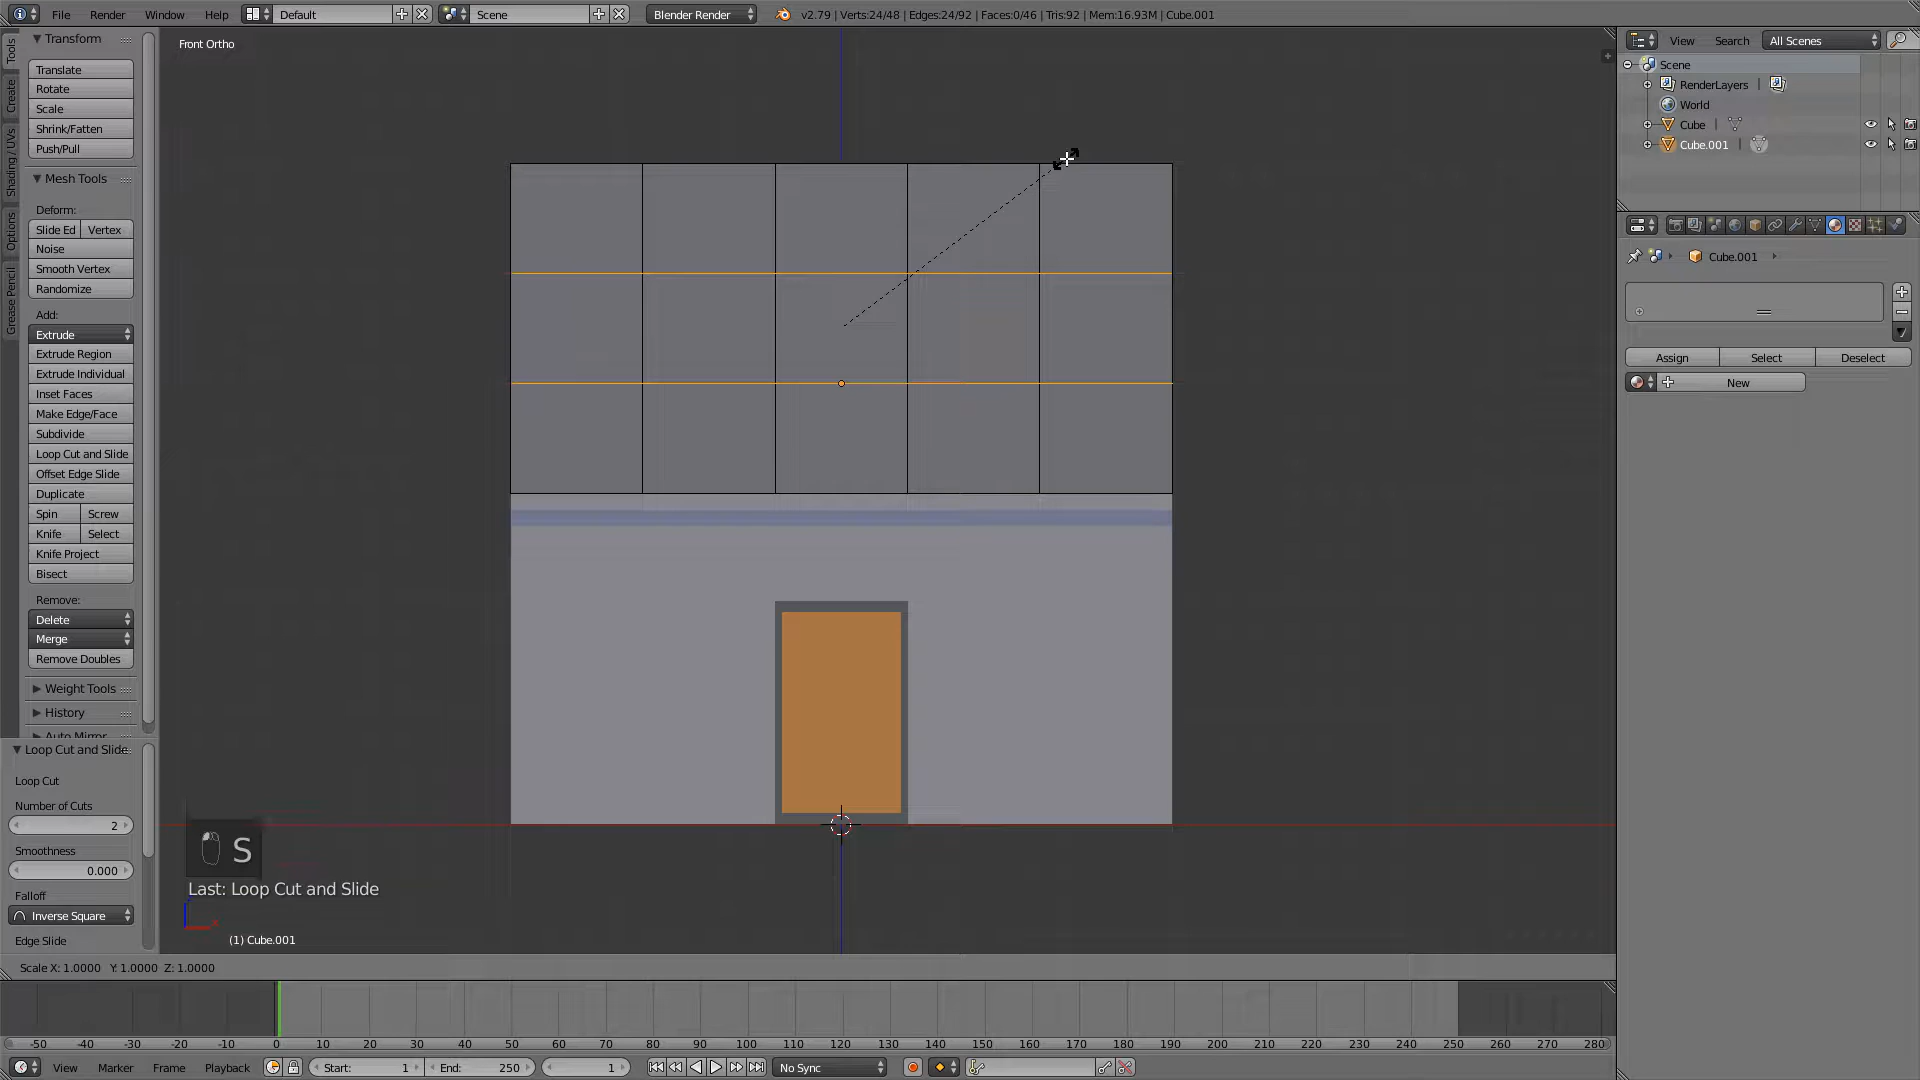 File Render Window Help Default Scene Blender Render v2.79 | Verts:24/48 | Edges:24/92 | Faces:0/46 | Tris:92 | Mem:16.93M | Cube.001
Front Ortho
Tools
Create
Shading / UVs
Options
Grease Pencil
Transform
Translate
Rotate
Scale
Shrink/Fatten
Push/Pull
Mesh Tools
Deform:
Slide Ed Vertex
Noise
Smooth Vertex
Randomize
Add:
Extrude
Extrude Region
Extrude Individual
Inset Faces
Make Edge/Face
Subdivide
Loop Cut and Slide
Offset Edge Slide
Duplicate
Spin Screw
Knife Select
Knife Project
Bisect
Remove:
Delete
Merge
Remove Doubles
Weight Tools
History
Auto Mirror
Loop Cut and Slide
Loop Cut
Number of Cuts
2
Smoothness
0.000
Falloff
Inverse Square
Edge Slide
S
Last: Loop Cut and Slide
x
(1) Cube.001
Scale X: 1.0000 Y: 1.0000 Z: 1.0000
View Search All Scenes
Scene
RenderLayers |
World
Cube |
Cube.001 |
Cube.001
Assign Select Deselect
New
-50 -40 -30 -20 -10 0 10 20 30 40 50 60 70 80 90 100 110 120 130 140 150 160 170 180 190 200 210 220 230 240 250 260 270 280
View Marker Frame Playback Start: 1 End: 250 1 No Sync